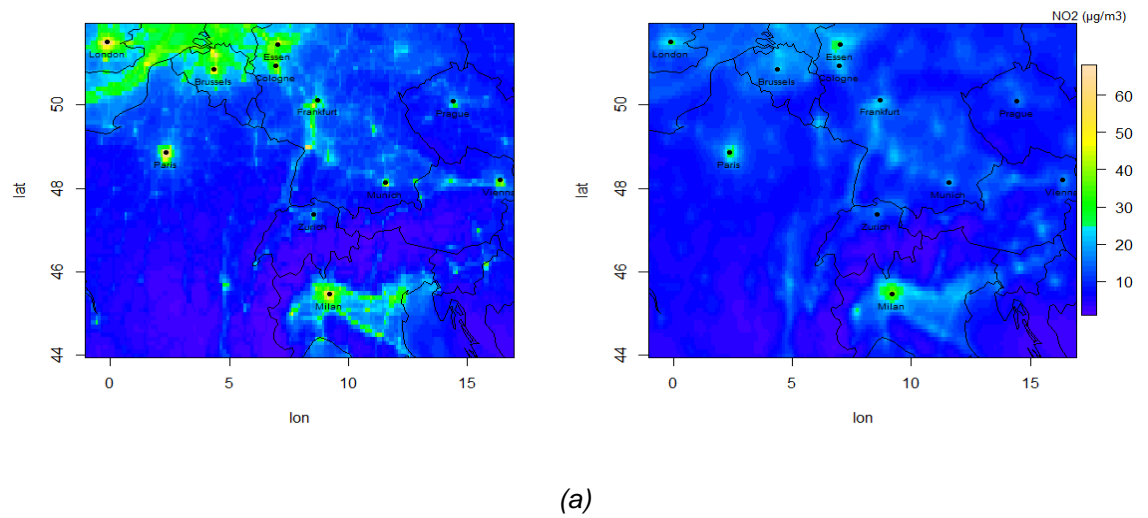 NO2 (µg/m3)
London
Essen
Brussels
Cologne
Frankfurt
Prague
Paris
Munich
Vienna
Zurich
Milan
50
48
46
44
lat
0
5
10
15
lon
London
Essen
Brussels
Cologne
Frankfurt
Prague
Paris
Munich
Vienna
Zurich
Milan
50
48
46
44
lat
0
5
10
15
lon
60
50
40
30
20
10
(a)